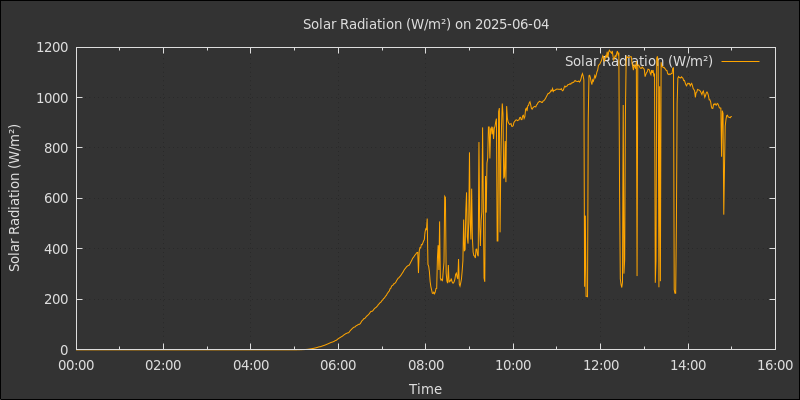 Solar Radiation (W/m²) on 2025-06-04
Solar Radiation (W/m²)
1200
1000
800
600
400
200
0
Solar Radiation (W/m²)
00:00 02:00 04:00 06:00 08:00 10:00 12:00 14:00 16:00
Time